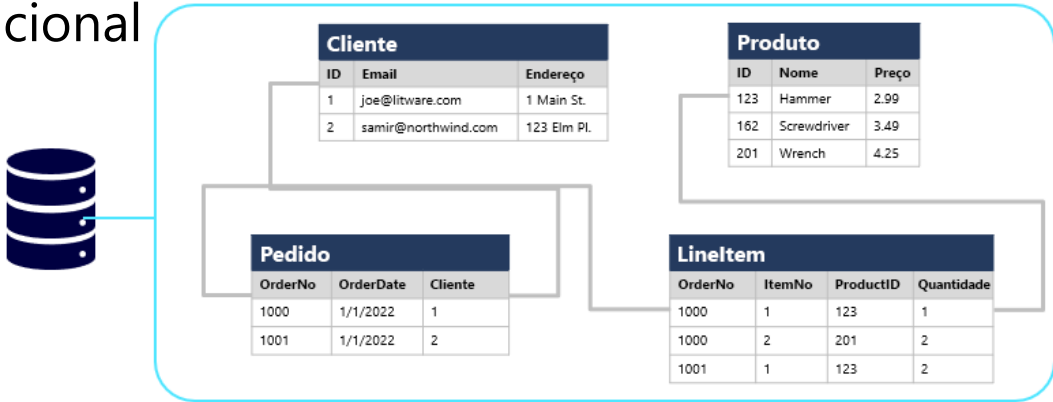 cional
Cliente
ID Email Endereço
1 joe@litware.com 1 Main St.
2 samir@northwind.com 123 Elm Pl.
Produto
ID Nome Preço
123 Hammer 2.99
162 Screwdriver 3.49
201 Wrench 4.25
Pedido
OrderNo OrderDate Cliente
1000 1/1/2022 1
1001 1/1/2022 2
LineItem
OrderNo ItemNo ProductID Quantidade
1000 1 123 1
1000 2 201 2
1001 1 123 2